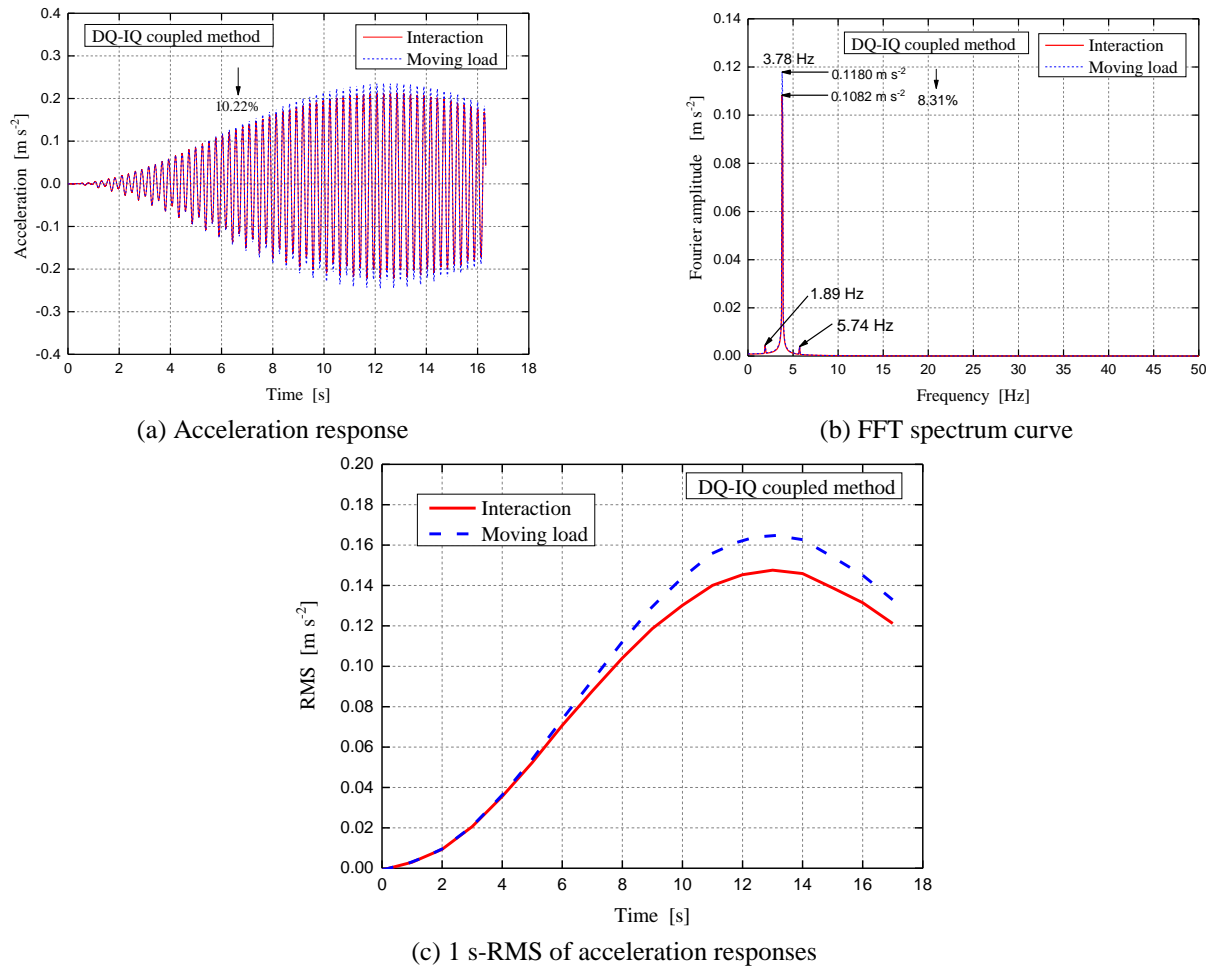 DQ-IQ coupled method
Interaction
Moving load
10.22%
0.4
0.3
0.2
0.1
0.0
-0.1
-0.2
-0.3
-0.4
Acceleration [m s-2]
0 2 4 6 8 10 12 14 16 18
Time [s]
(a) Acceleration response
DQ-IQ coupled method
Interaction
Moving load
3.78 Hz
0.1180 m s-2
0.1082 m s-2
8.31%
1.89 Hz
5.74 Hz
0.14
0.12
0.10
0.08
0.06
0.04
0.02
0.00
Fourier amplitude [m s-2]
0 5 10 15 20 25 30 35 40 45 50
Frequency [Hz]
(b) FFT spectrum curve
DQ-IQ coupled method
Interaction
Moving load
0.20
0.18
0.16
0.14
0.12
0.10
0.08
0.06
0.04
0.02
0.00
RMS [m s-2]
0 2 4 6 8 10 12 14 16 18
Time [s]
(c) 1 s-RMS of acceleration responses